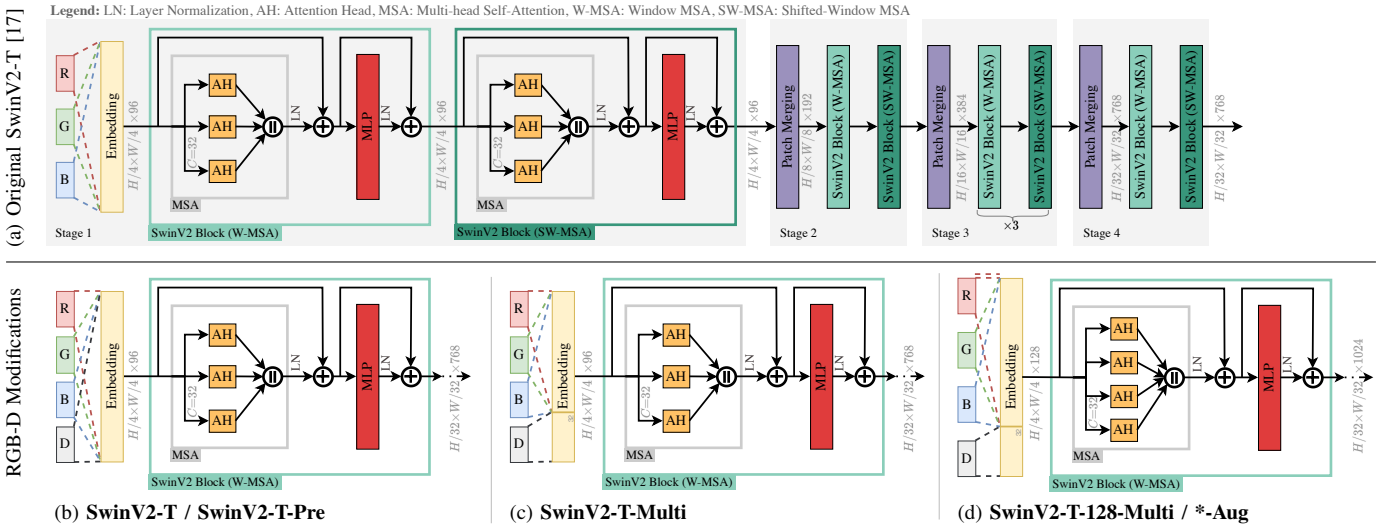 Legend: LN: Layer Normalization, AH: Attention Head, MSA: Multi-head Self-Attention, W-MSA: Window MSA, SW-MSA: Shifted-Window MSA
(a) Original SwinV2-T [17]
R
G
B
Embedding
H/4×W/4 ×96
C=32
AH
AH
AH
MSA
LN
MLP
LN
SwinV2 Block (W-MSA)
H/4×W/4 ×96
C=32
AH
AH
AH
MSA
LN
MLP
LN
SwinV2 Block (SW-MSA)
H/4×W/4 ×96
Stage 1
Patch Merging
H/8×W/8 ×192
SwinV2 Block (W-MSA)
SwinV2 Block (SW-MSA)
Stage 2
Patch Merging
H/16×W/16 ×384
SwinV2 Block (W-MSA)
SwinV2 Block (SW-MSA)
×3
Stage 3
Patch Merging
H/32×W/32 ×768
SwinV2 Block (W-MSA)
SwinV2 Block (SW-MSA)
H/32×W/32 ×768
Stage 4
RGB-D Modifications
R
G
B
D
Embedding
H/4×W/4 ×96
C=32
AH
AH
AH
MSA
LN
MLP
LN
SwinV2 Block (W-MSA)
H/32×W/32 ×768
(b) SwinV2-T / SwinV2-T-Pre
R
G
B
D
Embedding
H/4×W/4 ×96
C=32
AH
AH
AH
MSA
LN
MLP
LN
SwinV2 Block (W-MSA)
H/32×W/32 ×768
(c) SwinV2-T-Multi
R
G
B
D
Embedding
H/4×W/4 ×128
C=32
AH
AH
AH
AH
MSA
LN
MLP
LN
SwinV2 Block (W-MSA)
H/32×W/32 ×1024
(d) SwinV2-T-128-Multi / *-Aug